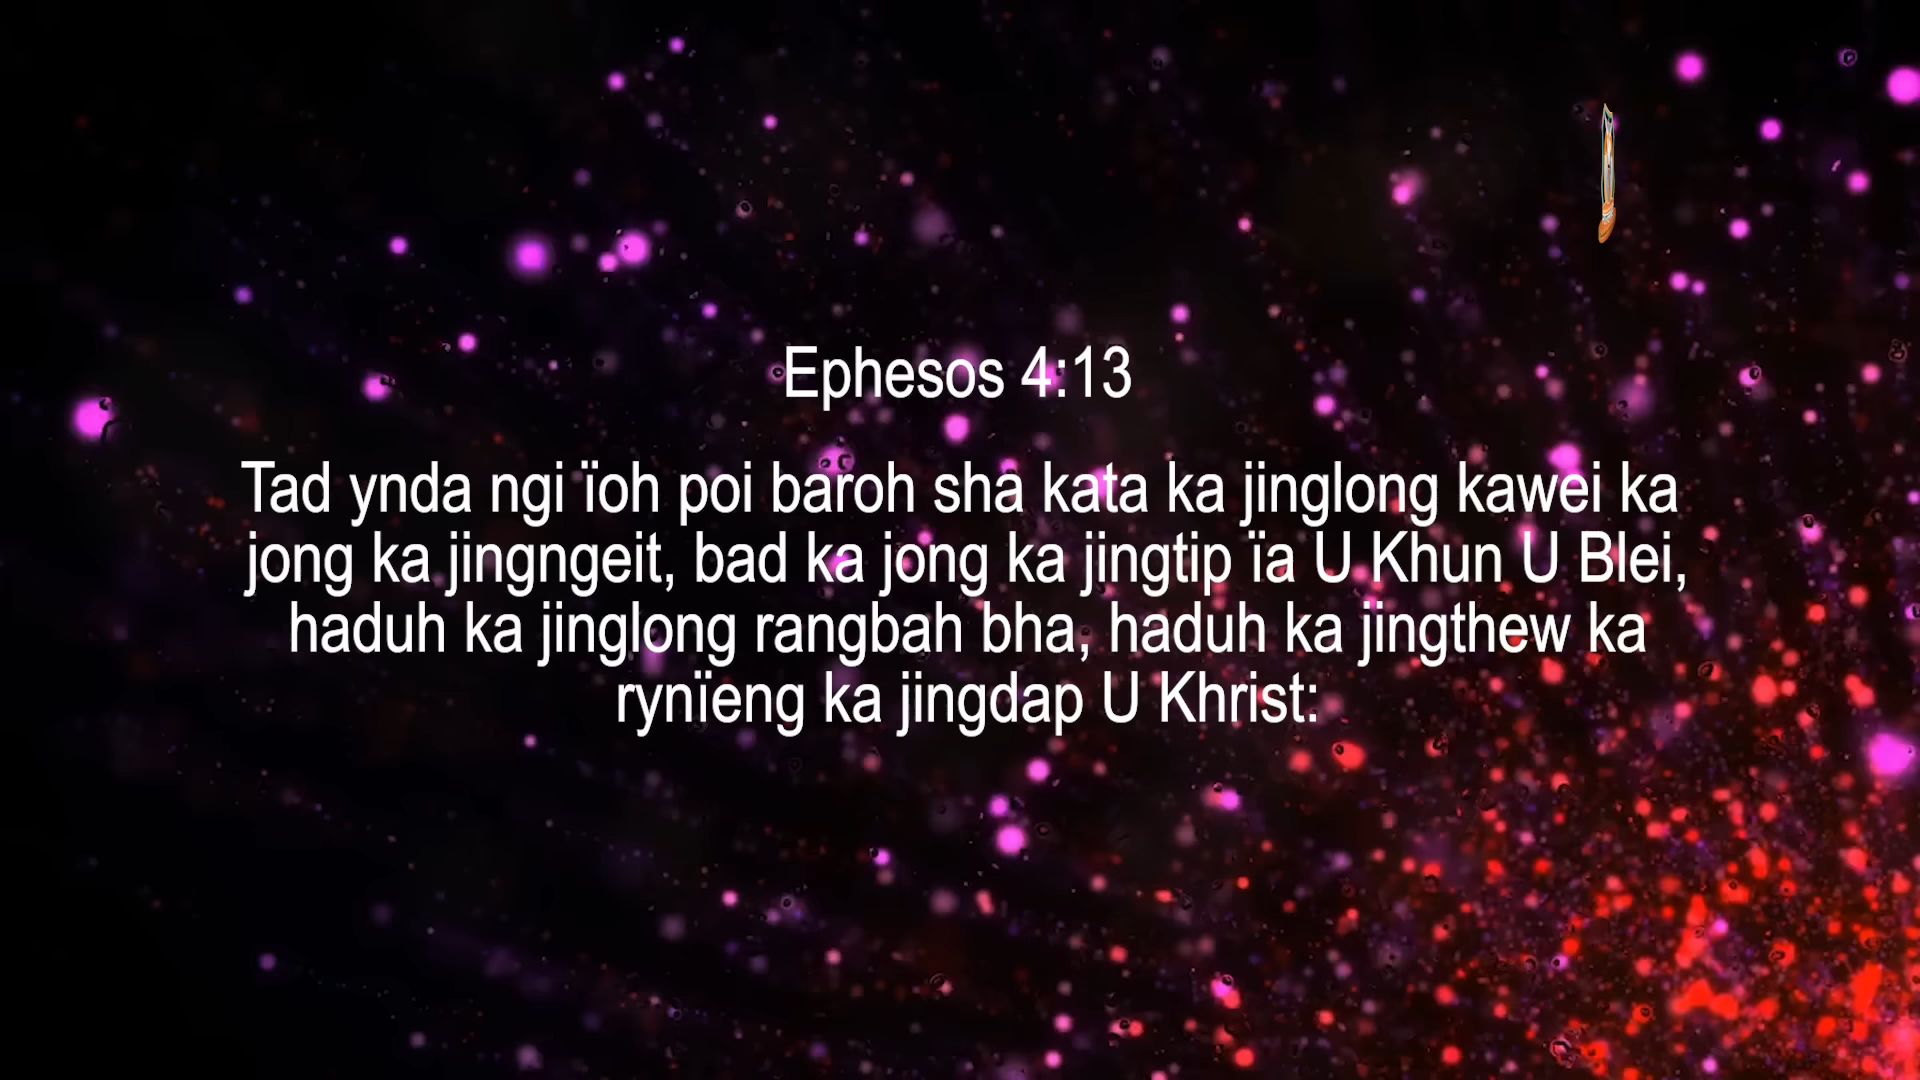 Ephesos 4:13
Tad ynda ngi ïoh poi baroh sha kata ka jinglong kawei ka
jong ka jingngeit, bad ka jong ka jingtip ïa U Khun U Blei,
haduh ka jinglong rangbah bha, haduh ka jingthew ka
rynïeng ka jingdap U Khrist: